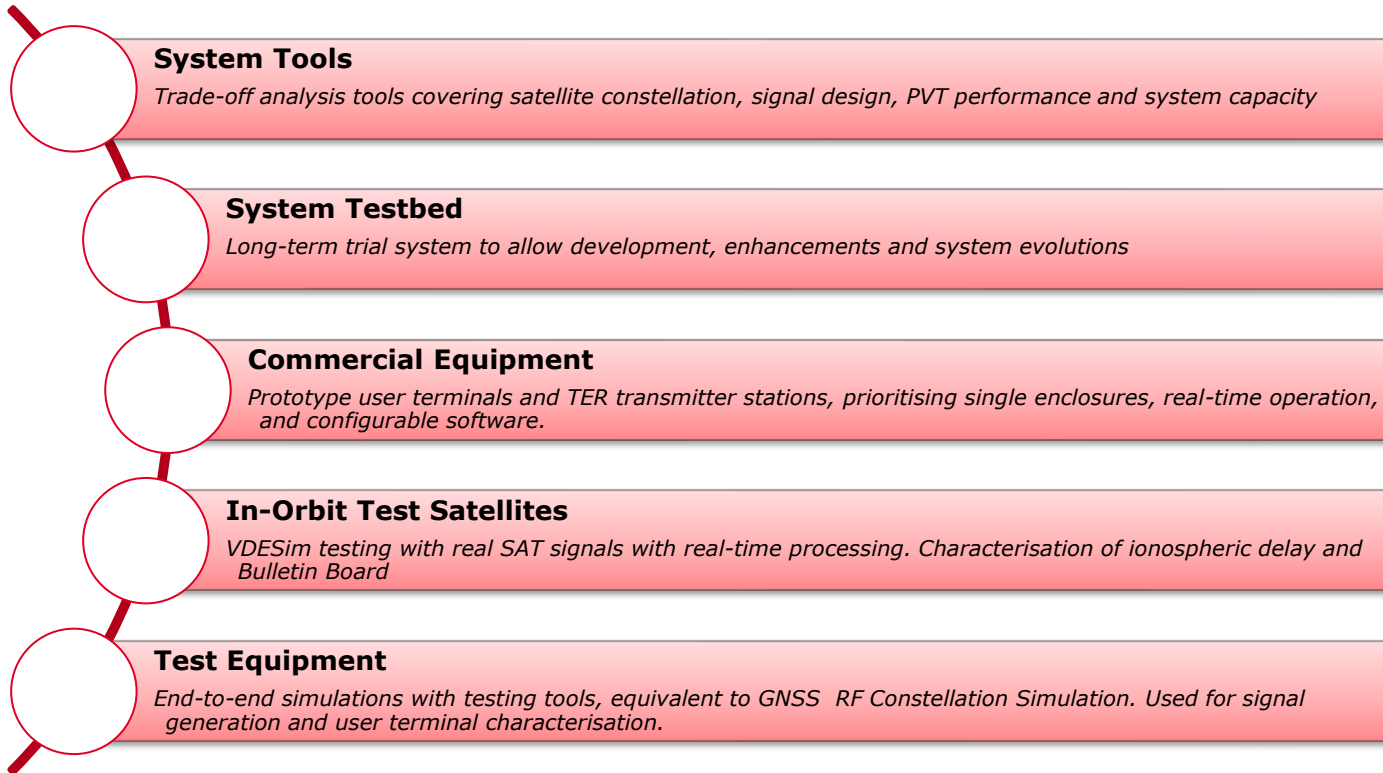 System Tools
Trade-off analysis tools covering satellite constellation, signal design, PVT performance and system capacity
System Testbed
Long-term trial system to allow development, enhancements and system evolutions
Commercial Equipment
Prototype user terminals and TER transmitter stations, prioritising single enclosures, real-time operation,
and configurable software.
In-Orbit Test Satellites
VDESim testing with real SAT signals with real-time processing. Characterisation of ionospheric delay and
Bulletin Board
Test Equipment
End-to-end simulations with testing tools, equivalent to GNSS  RF Constellation Simulation. Used for signal
generation and user terminal characterisation.